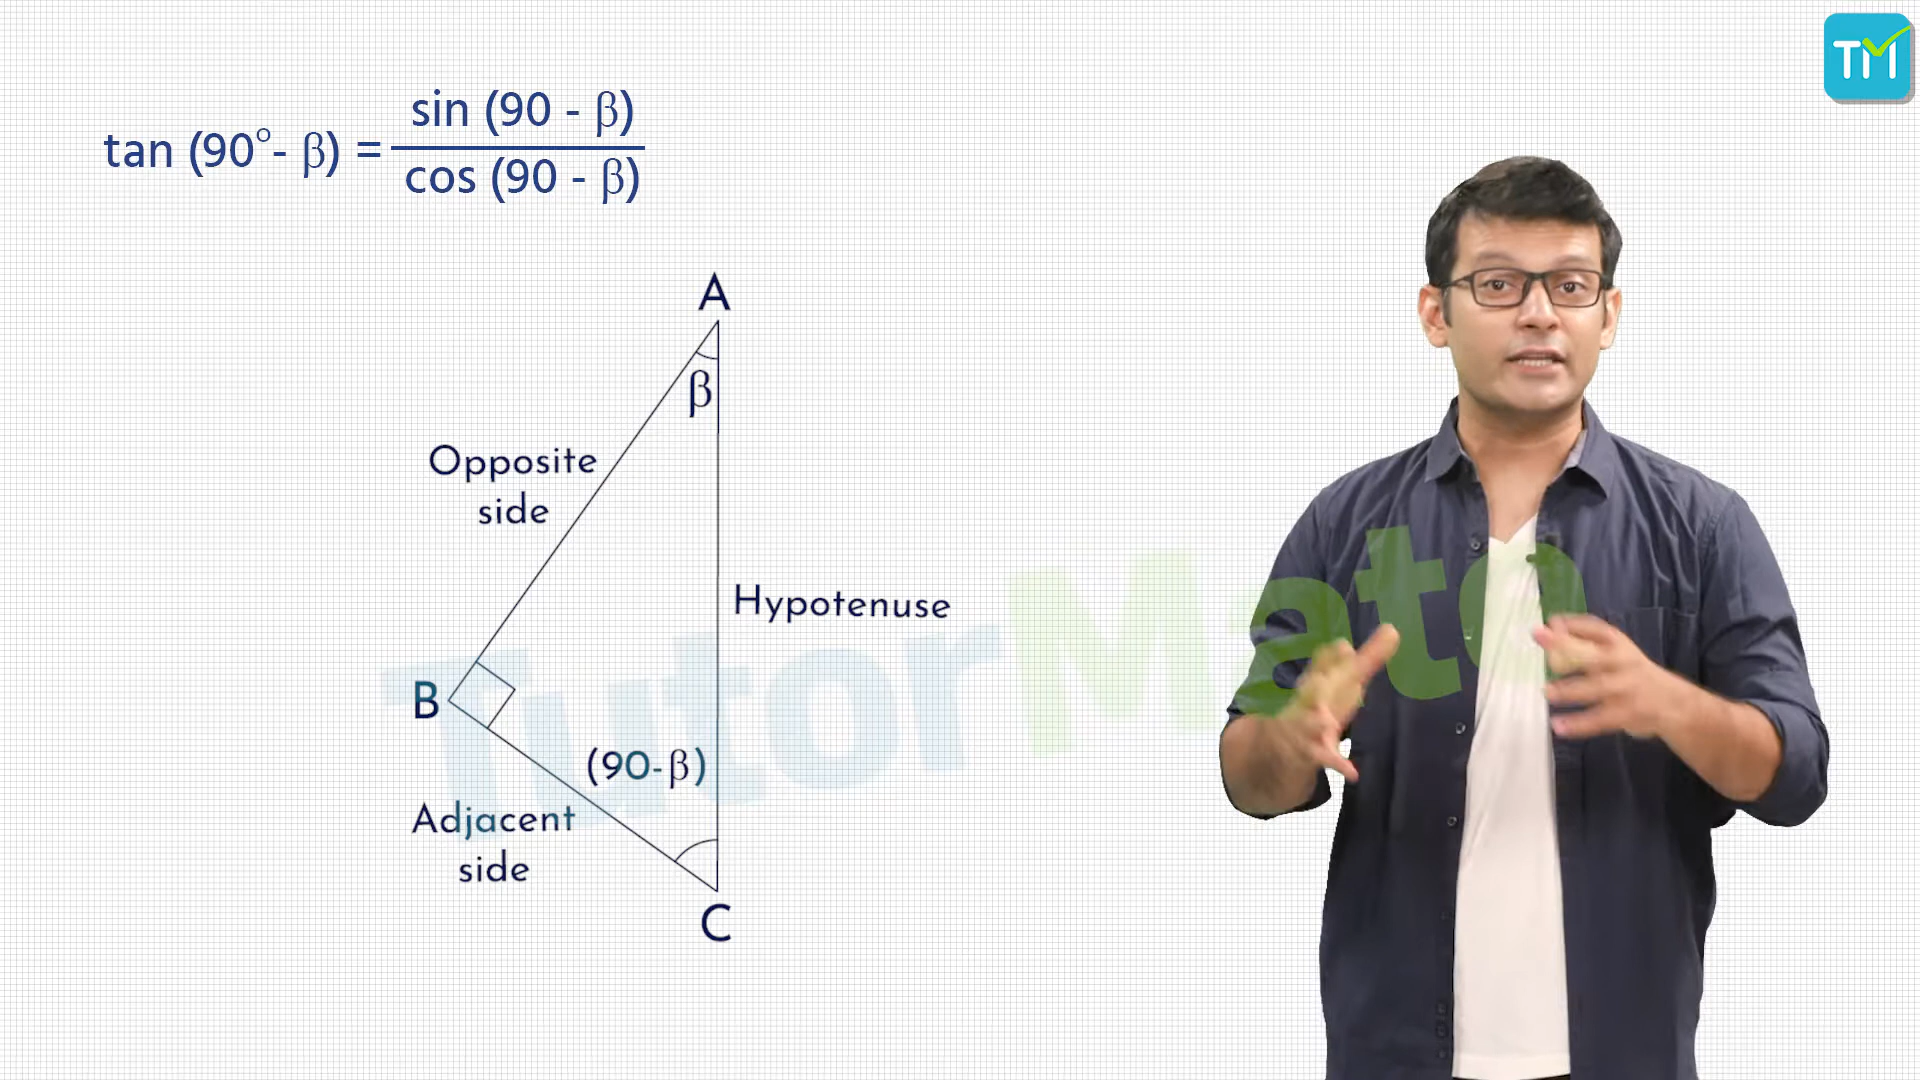 TM
tan (90°- β) = sin (90 - β)
cos (90 - β)
A
β
Opposite
side
Hypotenuse
B
(90-β)
Adjacent
side
C
TutorMate